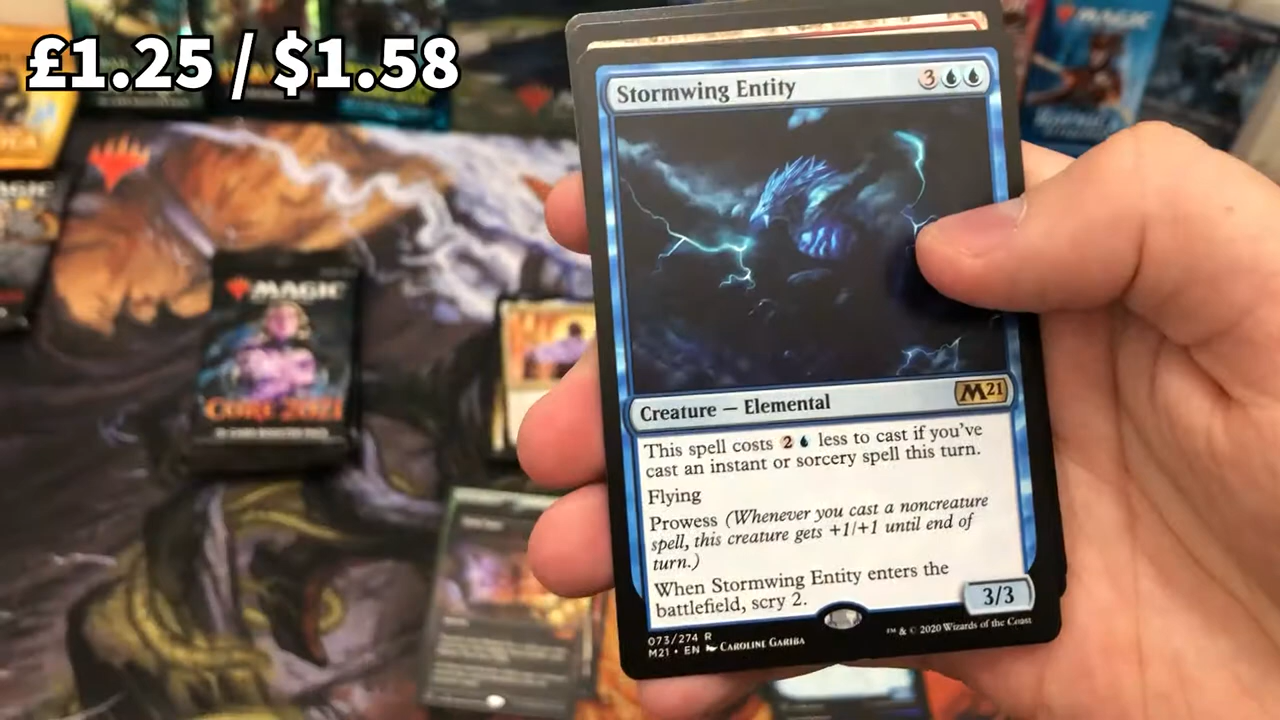 £1.25 / $1.58
Stormwing Entity 3
Creature — Elemental M21
This spell costs 2 less to cast if you've
cast an instant or sorcery spell this turn.
Flying
Prowess (Whenever you cast a noncreature
spell, this creature gets +1/+1 until end of
turn.)
When Stormwing Entity enters the
battlefield, scry 2.
3/3
073/274 R
M21 • EN CAROLINE GARIBA
™ & © 2020 Wizards of the Coast
MAGIC
CORE 2021
MAGIC
MAGIC